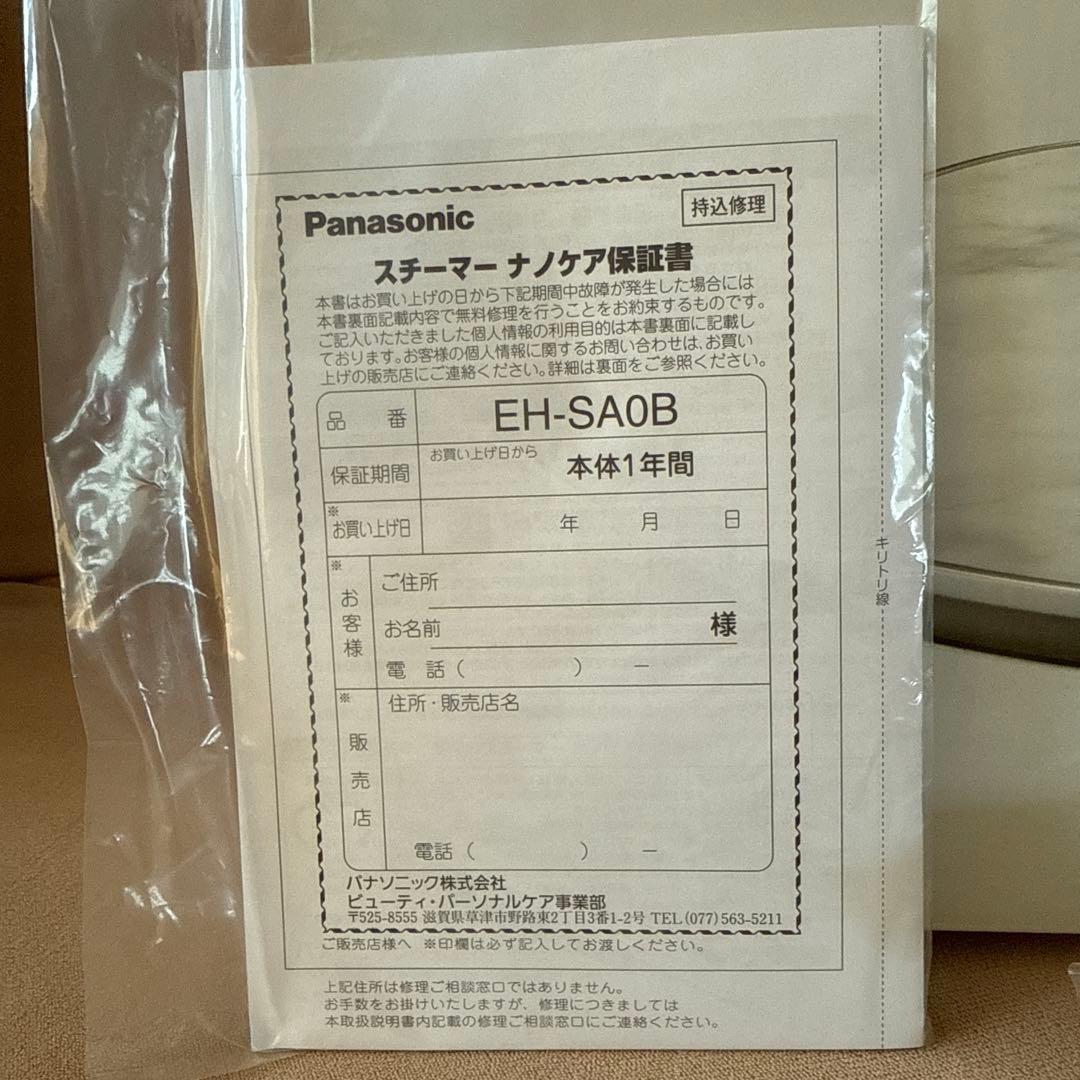 Panasonic
持込修理
スチーマー ナノケア保証書
本書はお買い上げの日から下記期間中故障が発生した場合には
本書裏面記載内容で無料修理を行うことをお約束するものです。
ご記入いただきました個人情報の利用目的は本書裏面に記載し
ております。お客様の個人情報に関するお問い合わせは、お買い
上げの販売店にご連絡ください。詳細は裏面をご参照ください。
品 番 EH-SA0B
保証期間 お買い上げ日から 本体1年間
※お買い上げ日 年 月 日
※お客様
ご住所
お名前 様
電 話 ( ) ー
※販売店
住所・販売店名
電話 ( ) ー
パナソニック株式会社
ビューティ・パーソナルケア事業部
〒525-8555 滋賀県草津市野路東2丁目3番1-2号 TEL (077) 563-5211
ご販売店様へ ※印欄は必ず記入してお渡しください。
上記住所は修理ご相談窓口ではありません。
お手数をお掛けいたしますが、修理につきましては
本取扱説明書内記載の修理ご相談窓口にご連絡ください。
キリトリ線